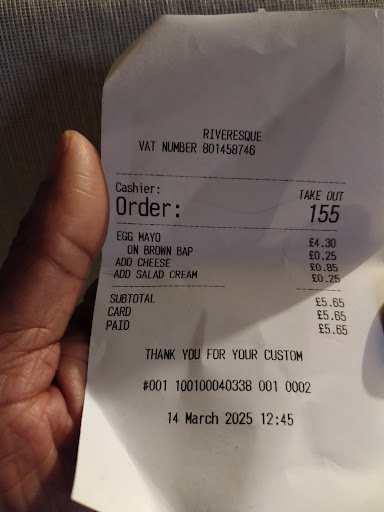 RIVERESQUE
VAT NUMBER 801458746
Cashier: TAKE OUT
Order: 155
EGG MAYO £4.30
ON BROWN BAP £0.25
ADD CHEESE £0.85
ADD SALAD CREAM £0.25
SUBTOTAL £5.65
CARD £5.65
PAID £5.65
THANK YOU FOR YOUR CUSTOM
#001 100100040338 001 0002
14 March 2025 12:45